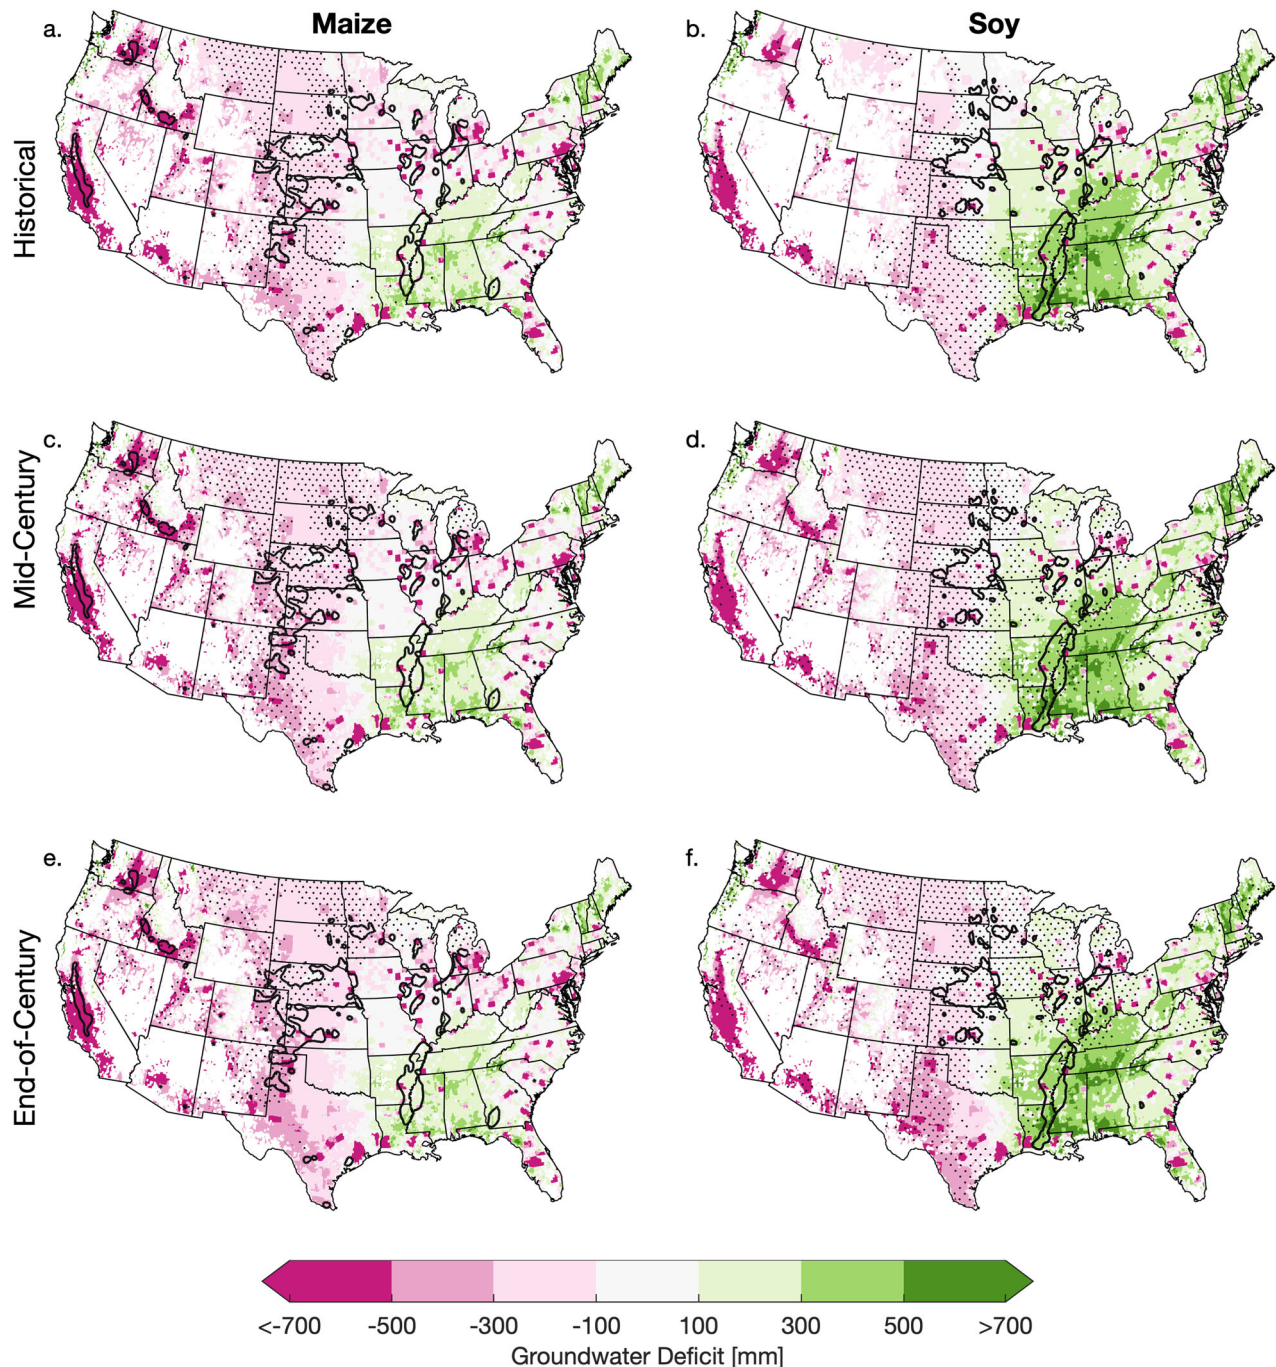 Maize
Soy
a.
b.
Historical
c.
d.
Mid-Century
e.
f.
End-of-Century
<-700 -500 -300 -100 100 300 500 >700
Groundwater Deficit [mm]